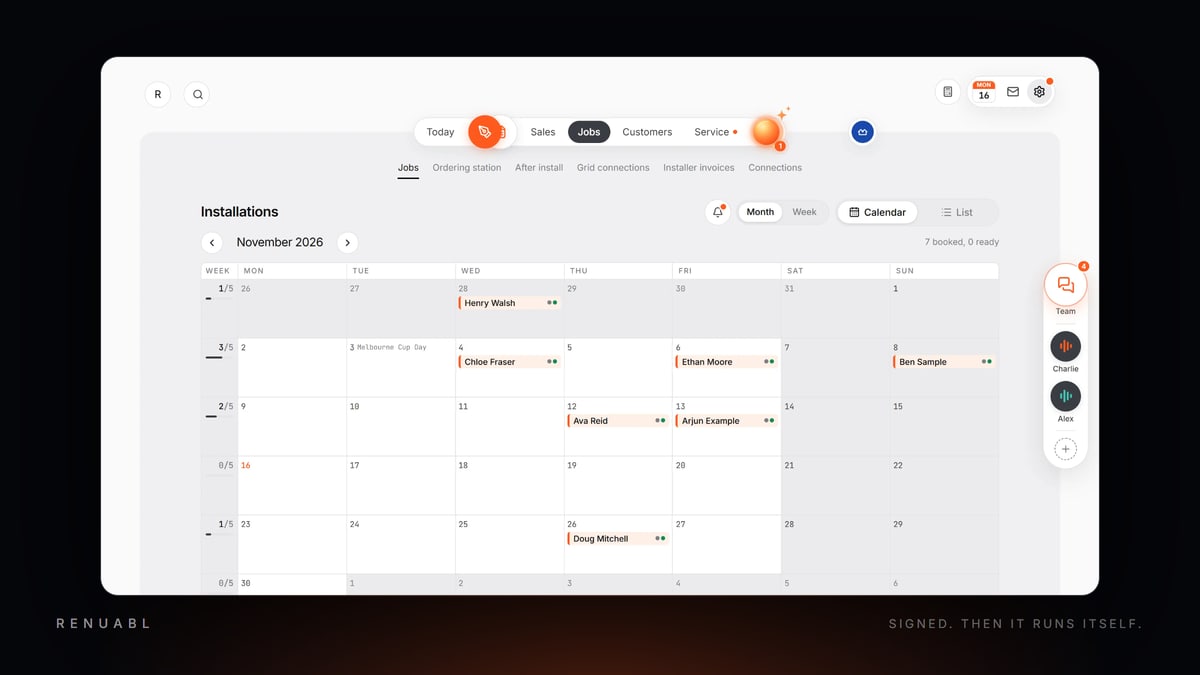 R
MON
16
Today
Sales
Jobs
Customers
Service
1
Jobs
Ordering station
After install
Grid connections
Installer invoices
Connections
Installations
Month
Week
Calendar
List
November 2026
7 booked, 0 ready
WEEK MON TUE WED THU FRI SAT SUN
1/5 26 27 28 29 30 31 1
Henry Walsh
3/5 2 3 Melbourne Cup Day 4 5 6 7 8
Chloe Fraser Ethan Moore Ben Sample
2/5 9 10 11 12 13 14 15
Ava Reid Arjun Example
0/5 16 17 18 19 20 21 22
1/5 23 24 25 26 27 28 29
Doug Mitchell
0/5 30 1 2 3 4 5 6
4
Team
Charlie
Alex
RENUABL
SIGNED. THEN IT RUNS ITSELF.